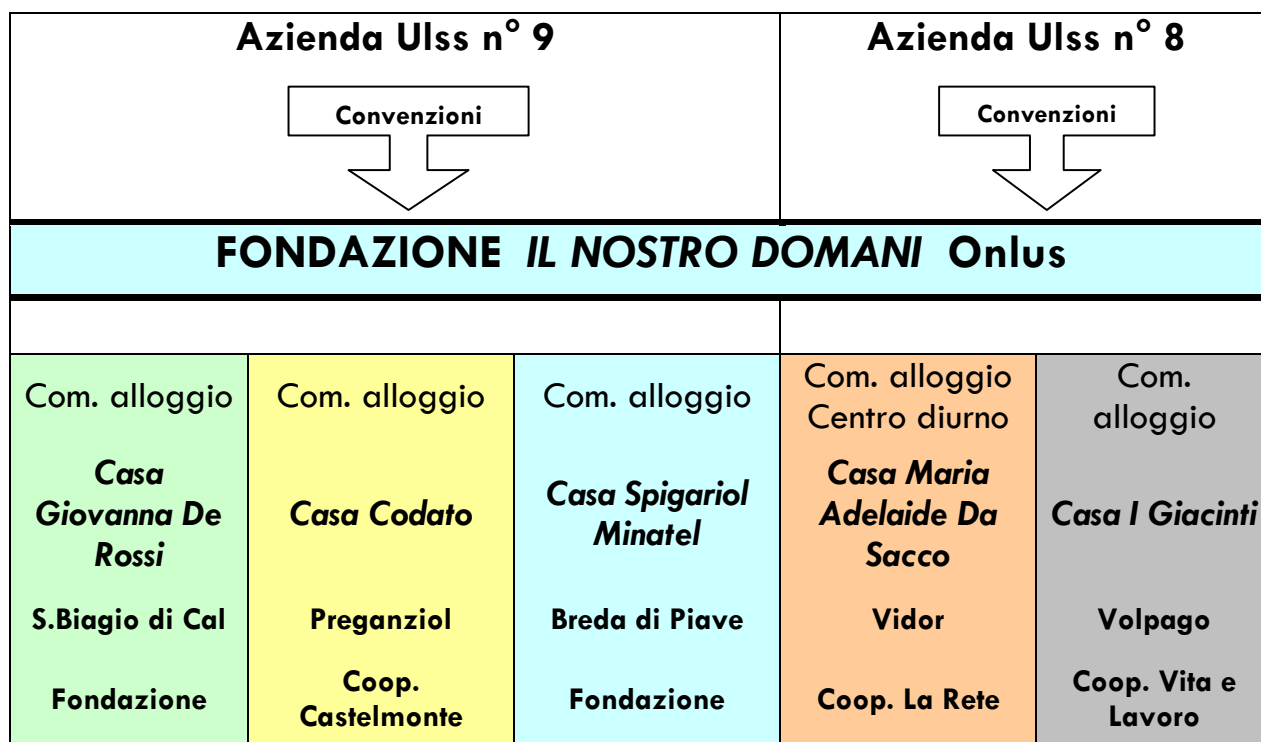 Azienda Ulss n° 9
Azienda Ulss n° 8
Convenzioni
Convenzioni
FONDAZIONE IL NOSTRO DOMANI Onlus
Com. alloggio
Com. alloggio
Com. alloggio
Com. alloggio
Centro diurno
Com.
alloggio
Casa
Giovanna De
Rossi
Casa Codato
Casa Spigariol
Minatel
Casa Maria
Adelaide Da
Sacco
Casa I Giacinti
S.Biagio di Cal
Preganziol
Breda di Piave
Vidor
Volpago
Fondazione
Coop.
Castelmonte
Fondazione
Coop. La Rete
Coop. Vita e
Lavoro